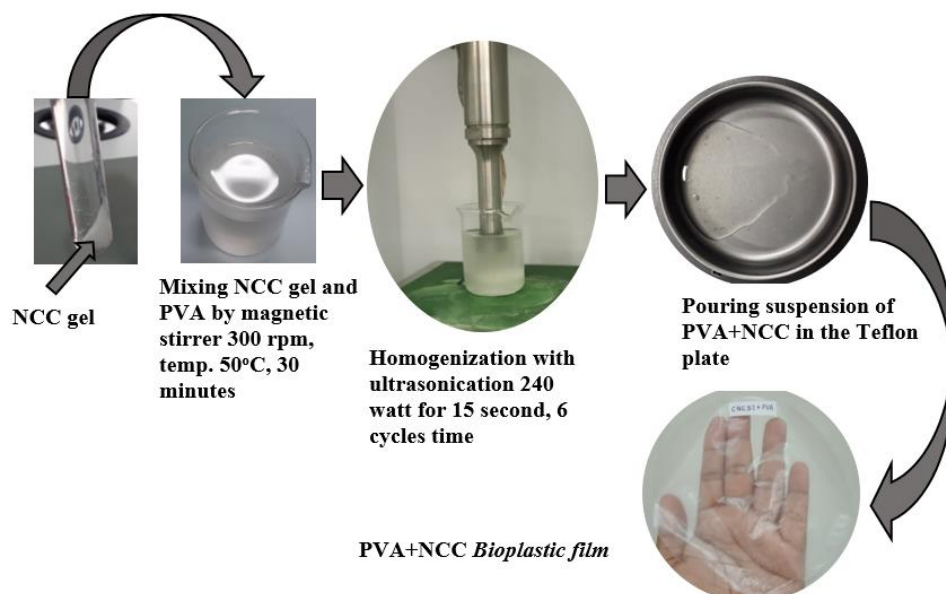 NCC gel
Mixing NCC gel and
PVA by magnetic
stirrer 300 rpm,
temp. 50°C, 30
minutes
Homogenization with
ultrasonication 240
watt for 15 second, 6
cycles time
Pouring suspension of
PVA+NCC in the Teflon
plate
PVA+NCC Bioplastic film